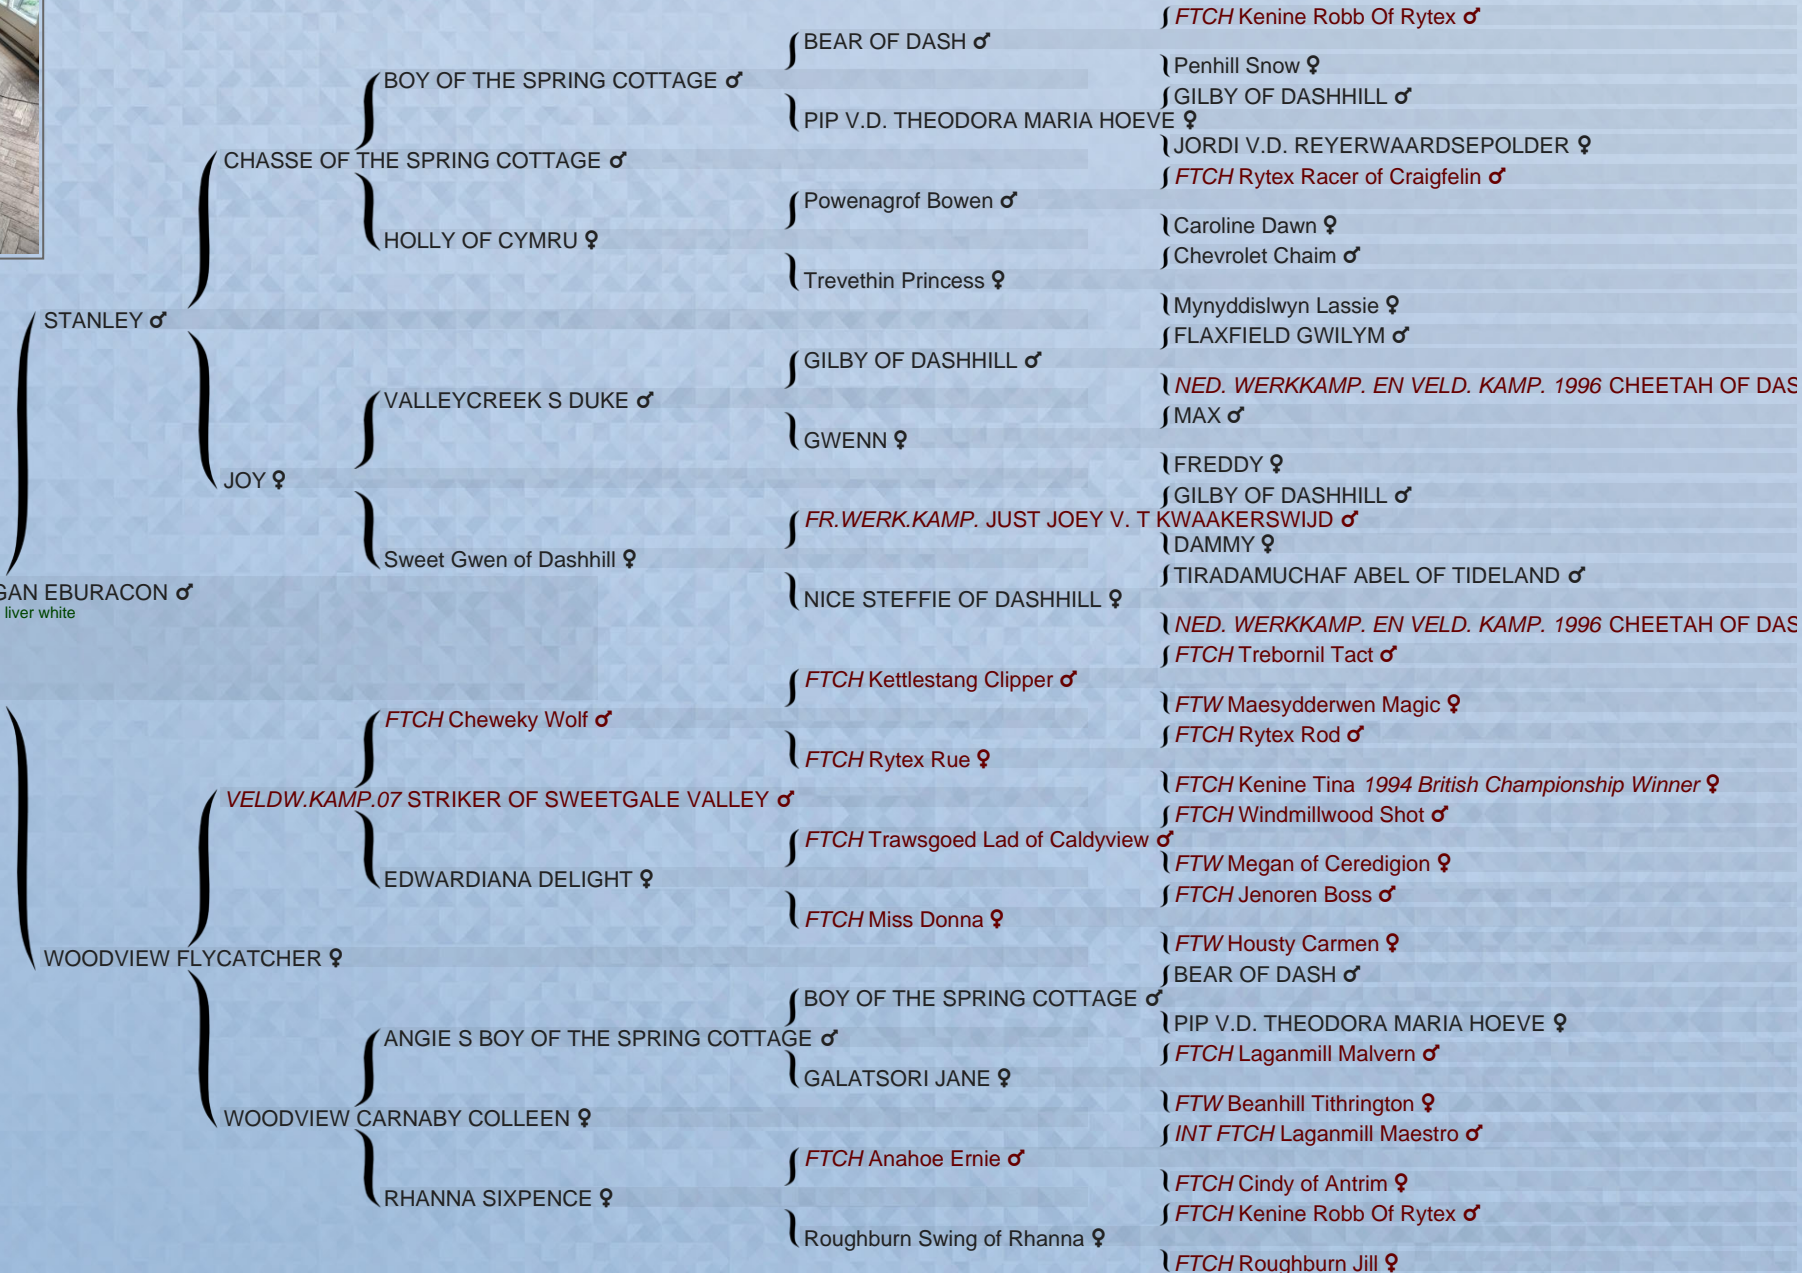 FTCH Kenine Robb Of Rytex ♂
BEAR OF DASH ♂
Penhill Snow ♀
BOY OF THE SPRING COTTAGE ♂
GILBY OF DASHHILL ♂
PIP V.D. THEODORA MARIA HOEVE ♀
JORDI V.D. REYERWAARDSEPOLDER ♀
CHASSE OF THE SPRING COTTAGE ♂
FTCH Rytex Racer of Craigfelin ♂
Powenagrof Bowen ♂
Caroline Dawn ♀
HOLLY OF CYMRU ♀
Chevrolet Chaim ♂
Trevethin Princess ♀
Mynyddislwyn Lassie ♀
STANLEY ♂
FLAXFIELD GWILYM ♂
GILBY OF DASHHILL ♂
NED. WERKKAMP. EN VELD. KAMP. 1996 CHEETAH OF DAS
VALLEYCREEK S DUKE ♂
MAX ♂
GWENN ♀
FREDDY ♀
JOY ♀
GILBY OF DASHHILL ♂
FR.WERK.KAMP. JUST JOEY V. T KWAAKERSWIJD ♂
DAMMY ♀
Sweet Gwen of Dashhill ♀
TIRADAMUCHAF ABEL OF TIDELAND ♂
NICE STEFFIE OF DASHHILL ♀
NED. WERKKAMP. EN VELD. KAMP. 1996 CHEETAH OF DAS
GAN EBURACON ♂
liver white
FTCH Trebornil Tact ♂
FTCH Kettlestang Clipper ♂
FTW Maesydderwen Magic ♀
FTCH Cheweky Wolf ♂
FTCH Rytex Rod ♂
FTCH Rytex Rue ♀
FTCH Kenine Tina 1994 British Championship Winner ♀
VELDW.KAMP.07 STRIKER OF SWEETGALE VALLEY ♂
FTCH Windmillwood Shot ♂
FTCH Trawsgoed Lad of Caldyview ♂
FTW Megan of Ceredigion ♀
EDWARDIANA DELIGHT ♀
FTCH Jenoren Boss ♂
FTCH Miss Donna ♀
FTW Housty Carmen ♀
WOODVIEW FLYCATCHER ♀
BEAR OF DASH ♂
BOY OF THE SPRING COTTAGE ♂
PIP V.D. THEODORA MARIA HOEVE ♀
ANGIE S BOY OF THE SPRING COTTAGE ♂
FTCH Laganmill Malvern ♂
GALATSORI JANE ♀
FTW Beanhill Tithrington ♀
WOODVIEW CARNABY COLLEEN ♀
INT FTCH Laganmill Maestro ♂
FTCH Anahoe Ernie ♂
FTCH Cindy of Antrim ♀
RHANNA SIXPENCE ♀
FTCH Kenine Robb Of Rytex ♂
Roughburn Swing of Rhanna ♀
FTCH Roughburn Jill ♀